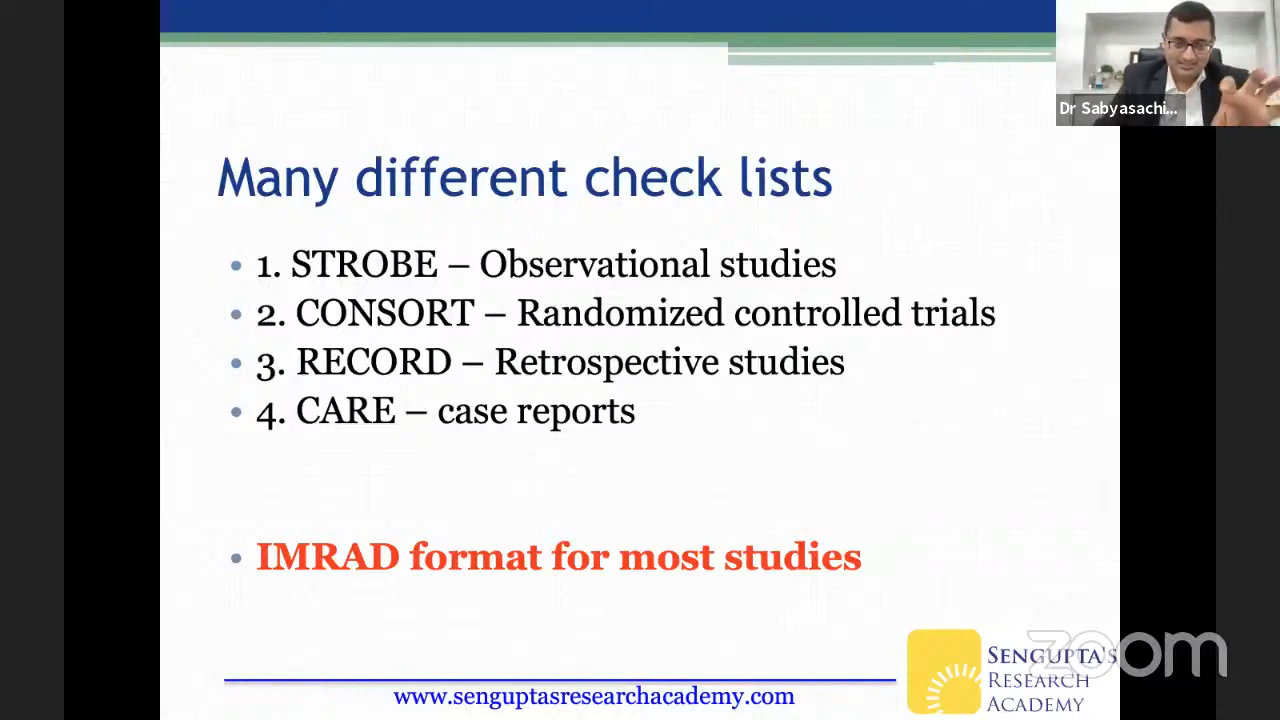 Dr Sabyasachi...
Many different check lists
• 1. STROBE – Observational studies
• 2. CONSORT – Randomized controlled trials
• 3. RECORD – Retrospective studies
• 4. CARE – case reports
• IMRAD format for most studies
www.senguptasresearchacademy.com
SENGUPTA'S
RESEARCH
ACADEMY
zoom